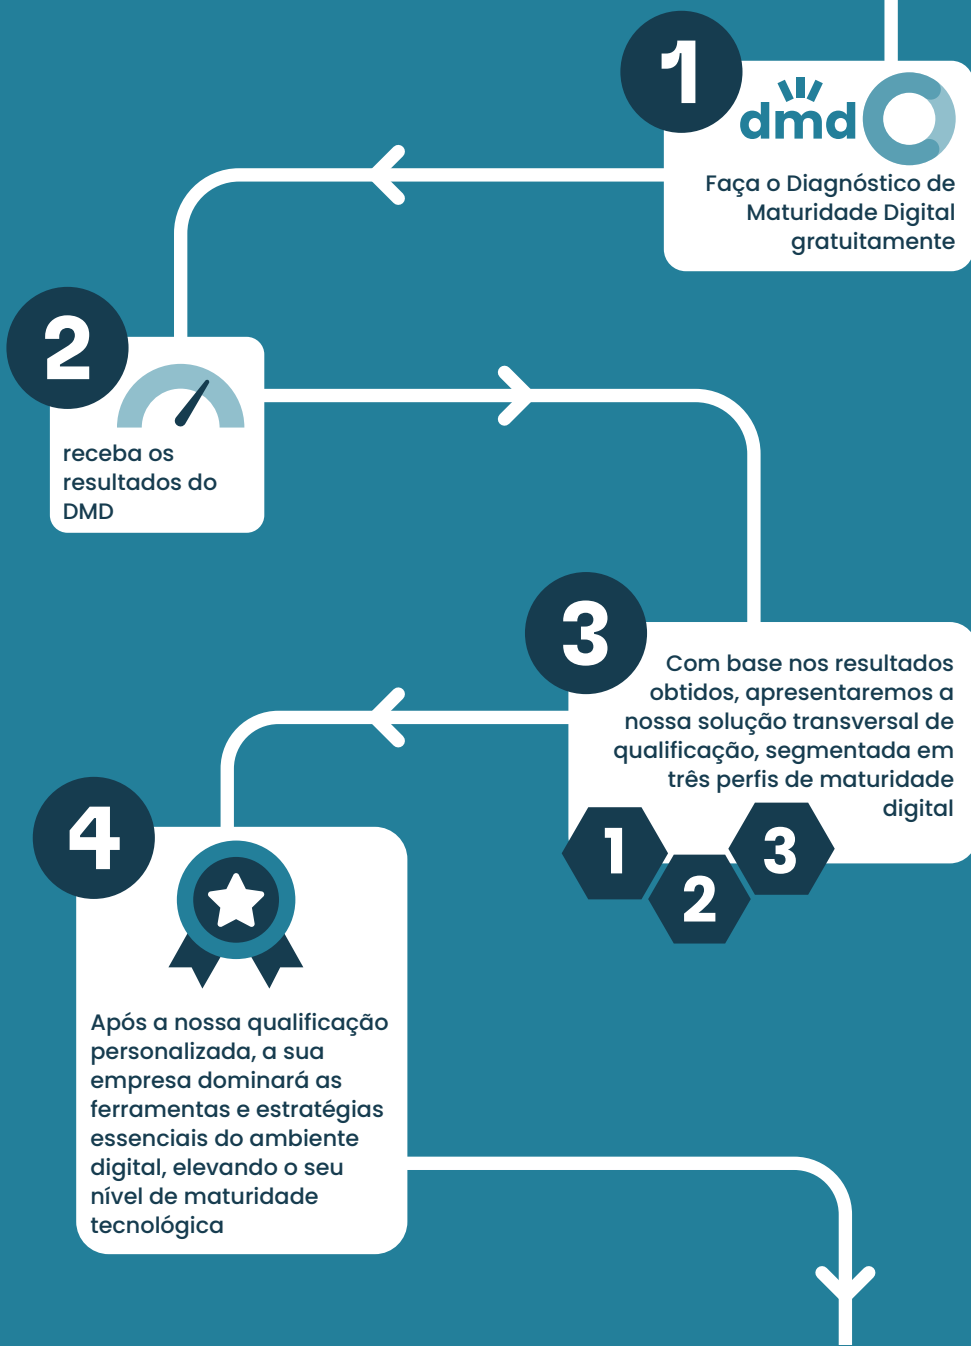 1
dmd
Faça o Diagnóstico de
Maturidade Digital
gratuitamente
2
receba os
resultados do
DMD
3
Com base nos resultados
obtidos, apresentaremos a
nossa solução transversal de
qualificação, segmentada em
três perfis de maturidade
digital
1
2
3
4
Após a nossa qualificação
personalizada, a sua
empresa dominará as
ferramentas e estratégias
essenciais do ambiente
digital, elevando o seu
nível de maturidade
tecnológica